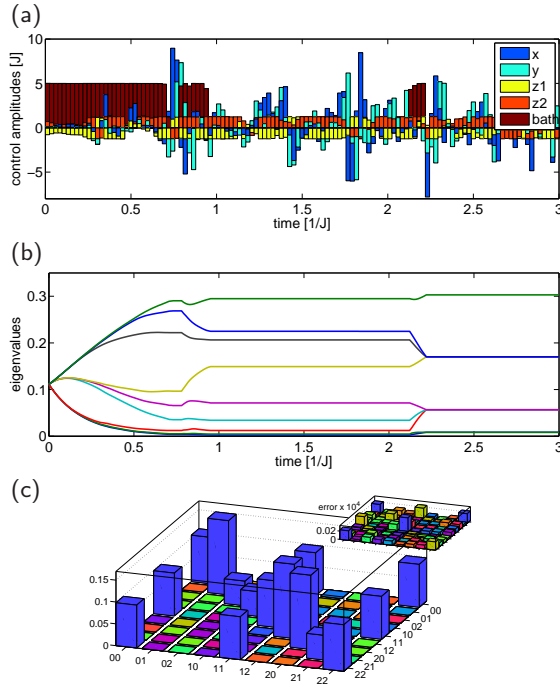 (a)
10
5
0
−5
control amplitudes [J]
x
y
z1
z2
bath
0 0.5 1 1.5 2 2.5 3
time [1/J]
(b)
0.3
0.2
0.1
0
eigenvalues
0 0.5 1 1.5 2 2.5 3
time [1/J]
(c)
error x 10⁴
0.02
0
0.15
0.1
0.05
0
00 01 02 10 11 12 20 21 22
22 21 20 12 11 10 02 01 00